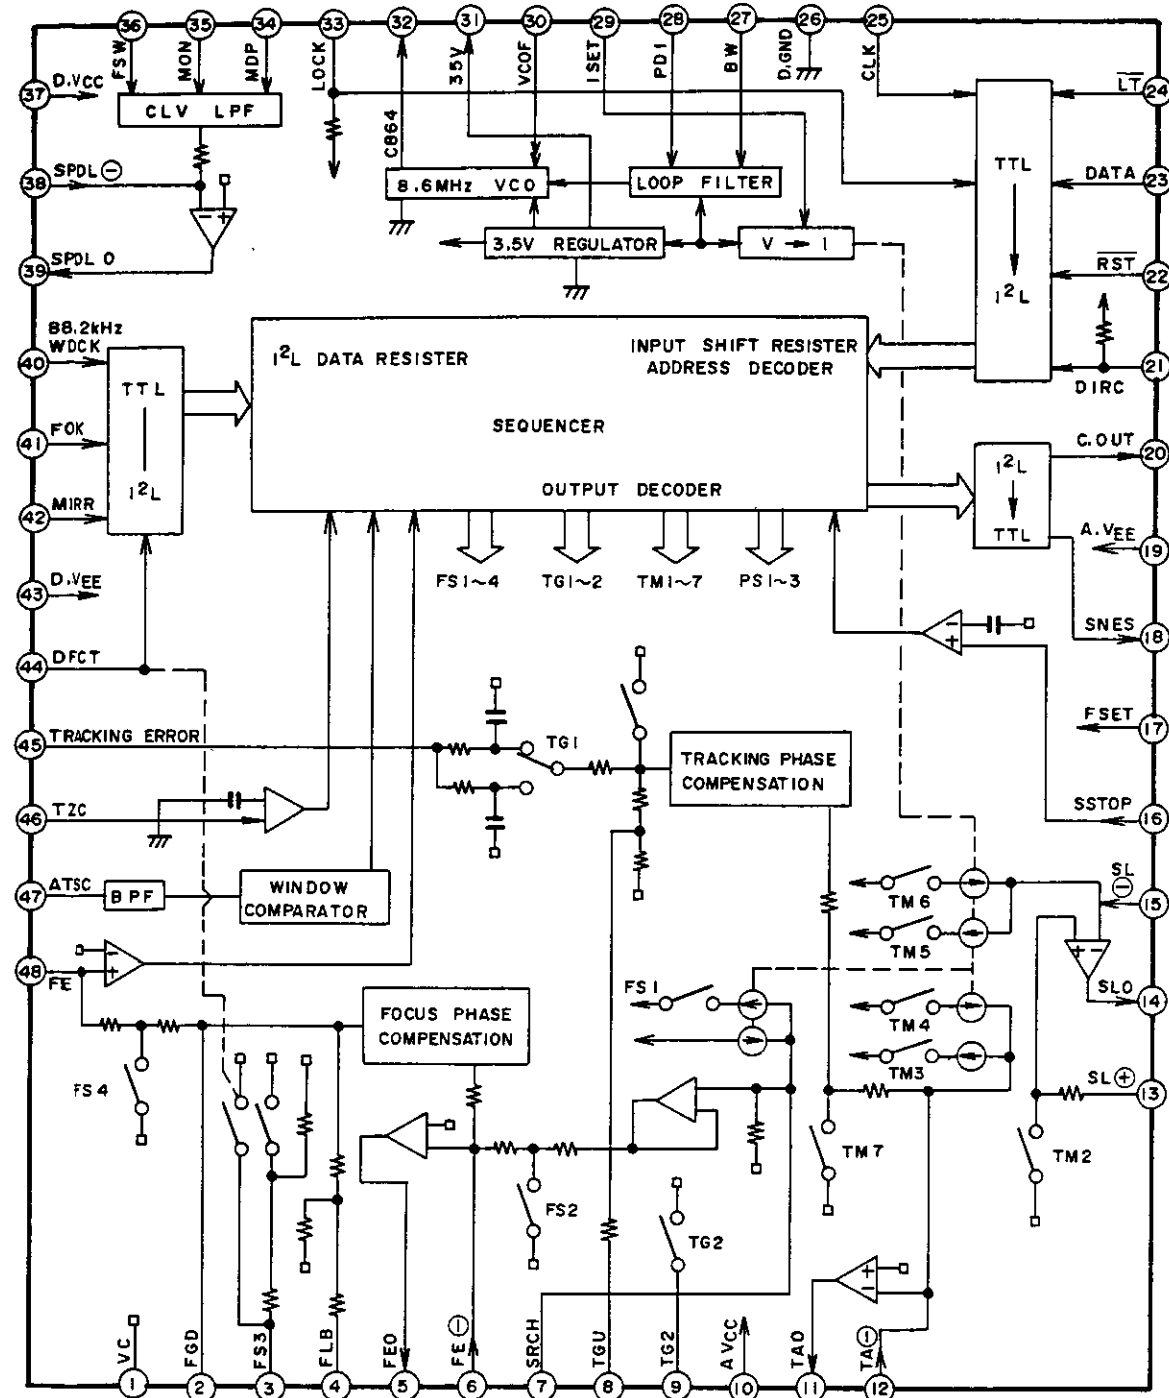 36 35 34 33 32 31 30 29 28 27 26 25
FSW MON MDP LOCK C864 35V VCOF ISET PD1 BW D.GND CLK
37 D.VCC
CLV LPF
LT 24
38 SPDL ⊖
− +
8.6MHz VCO
LOOP FILTER
TTL
I²L
DATA 23
39 SPDL O
3.5V REGULATOR
V → I
RST 22
88.2kHz
40 WDCK
TTL
I²L
I²L DATA RESISTER
INPUT SHIFT RESISTER
ADDRESS DECODER
21
DIRC
41 FOK
SEQUENCER
I²L
TTL
C.OUT 20
42 MIRR
OUTPUT DECODER
A.VEE 19
43 D.VEE
FS1~4 TG1~2 TM1~7 PS1~3
− +
SNES 18
44 DFCT
FSET 17
45 TRACKING ERROR
TG1
TRACKING PHASE
COMPENSATION
46 TZC
SSTOP 16
47 ATSC
BPF
WINDOW
COMPARATOR
TM6
TM5
SL
⊖ 15
48 FE
− +
+ −
FS1
SLO 14
FOCUS PHASE
COMPENSATION
TM4
TM3
FS4
SL ⊕ 13
TM7
TM2
FS2
TG2
+ −
VC FGD FS3 FLB FEO FE⊖ SRCH TGU TG2 AVCC TAO TA⊖
1 2 3 4 5 6 7 8 9 10 11 12